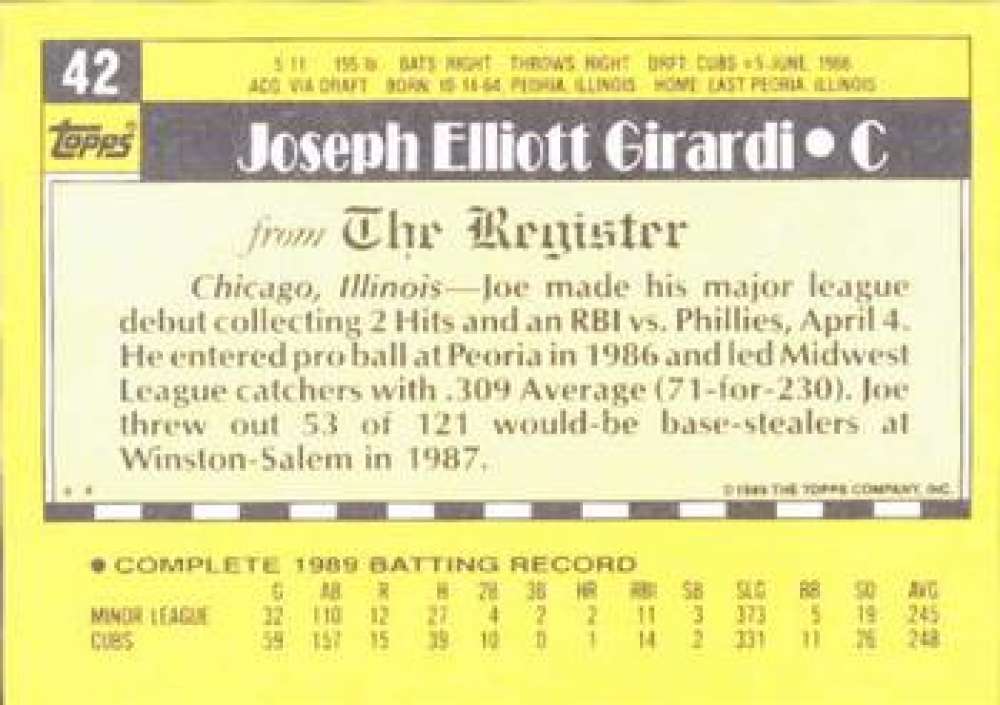 42
5 11 195 lb BATS RIGHT THROWS RIGHT DRFT CUBS #5 JUNE, 1986
ACQ VIA DRAFT BORN 10-14-64, PEORIA, ILLINOIS HOME EAST PEORIA, ILLINOIS
Topps
Joseph Elliott Girardi • C
from The Register
Chicago, Illinois—Joe made his major league
debut collecting 2 Hits and an RBI vs. Phillies, April 4.
He entered pro ball at Peoria in 1986 and led Midwest
League catchers with .309 Average (71-for-230). Joe
threw out 53 of 121 would-be base-stealers at
Winston-Salem in 1987.
* * © 1989 THE TOPPS COMPANY, INC.
• COMPLETE 1989 BATTING RECORD
G AB R H 2B 3B HR RBI SB SLG BB SO AVG
MINOR LEAGUE 32 110 12 27 4 2 2 11 3 373 5 19 245
CUBS 59 157 15 39 10 0 1 14 2 331 11 26 248